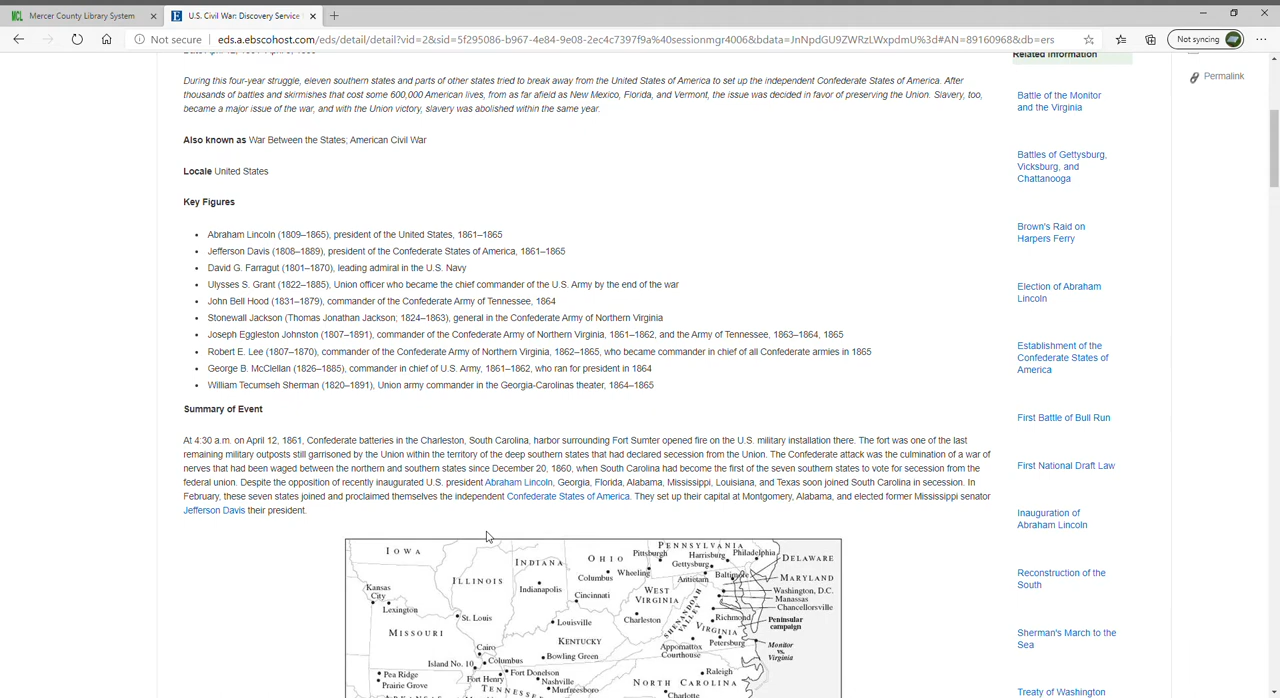 Mercer County Library System
U.S. Civil War: Discovery Service
Not secure
eds.a.ebscohost.com/eds/detail/detail?vid=2&sid=5f295086-b967-4e84-9e08-2ec4c7397f9a%40sessionmgr4006&bdata=JnNpdGU9ZWRzLWxpdmU%3d#AN=89160968&db=ers
Not syncing
Related Information
Permalink
During this four-year struggle, eleven southern states and parts of other states tried to break away from the United States of America to set up the independent Confederate States of America. After
thousands of battles and skirmishes that cost some 600,000 American lives, from as far afield as New Mexico, Florida, and Vermont, the issue was decided in favor of preserving the Union. Slavery, too,
became a major issue of the war, and with the Union victory, slavery was abolished within the same year.
Also known as War Between the States; American Civil War
Locale United States
Key Figures
• Abraham Lincoln (1809–1865), president of the United States, 1861–1865
• Jefferson Davis (1808–1889), president of the Confederate States of America, 1861–1865
• David G. Farragut (1801–1870), leading admiral in the U.S. Navy
• Ulysses S. Grant (1822–1885), Union officer who became the chief commander of the U.S. Army by the end of the war
• John Bell Hood (1831–1879), commander of the Confederate Army of Tennessee, 1864
• Stonewall Jackson (Thomas Jonathan Jackson; 1824–1863), general in the Confederate Army of Northern Virginia
• Joseph Eggleston Johnston (1807–1891), commander of the Confederate Army of Northern Virginia, 1861–1862, and the Army of Tennessee, 1863–1864, 1865
• Robert E. Lee (1807–1870), commander of the Confederate Army of Northern Virginia, 1862–1865, who became commander in chief of all Confederate armies in 1865
• George B. McClellan (1826–1885), commander in chief of U.S. Army, 1861–1862, who ran for president in 1864
• William Tecumseh Sherman (1820–1891), Union army commander in the Georgia-Carolinas theater, 1864–1865
Summary of Event
At 4:30 a.m. on April 12, 1861, Confederate batteries in the Charleston, South Carolina, harbor surrounding Fort Sumter opened fire on the U.S. military installation there. The fort was one of the last
remaining military outposts still garrisoned by the Union within the territory of the deep southern states that had declared secession from the Union. The Confederate attack was the culmination of a war of
nerves that had been waged between the northern and southern states since December 20, 1860, when South Carolina had become the first of the seven southern states to vote for secession from the
federal union. Despite the opposition of recently inaugurated U.S. president Abraham Lincoln, Georgia, Florida, Alabama, Mississippi, Louisiana, and Texas soon joined South Carolina in secession. In
February, these seven states joined and proclaimed themselves the independent Confederate States of America. They set up their capital at Montgomery, Alabama, and elected former Mississippi senator
Jefferson Davis their president.
IOWA
ILLINOIS
INDIANA
OHIO
PENNSYLVANIA
Pittsburgh
Harrisburg
Philadelphia
Gettysburg
DELAWARE
Columbus
Wheeling
Antietam
Baltimore
MARYLAND
Kansas
City
Indianapolis
Cincinnati
WEST
VIRGINIA
Washington, D.C.
Manassas
Chancellorsville
Lexington
St. Louis
Louisville
Charleston
SHENANDOAH
VALLEY
Richmond
Peninsular
campaign
MISSOURI
KENTUCKY
VIRGINIA
Appomattox
Courthouse
Petersburg
Monitor
vs.
Virginia
Cairo
Island No. 10
Columbus
Bowling Green
Pea Ridge
Prairie Grove
Fort Henry
Fort Donelson
Nashville
Murfreesboro
TENNESSEE
Raleigh
NORTH CAROLINA
Charlotte
Battle of the Monitor
and the Virginia
Battles of Gettysburg,
Vicksburg, and
Chattanooga
Brown's Raid on
Harpers Ferry
Election of Abraham
Lincoln
Establishment of the
Confederate States of
America
First Battle of Bull Run
First National Draft Law
Inauguration of
Abraham Lincoln
Reconstruction of the
South
Sherman's March to the
Sea
Treaty of Washington